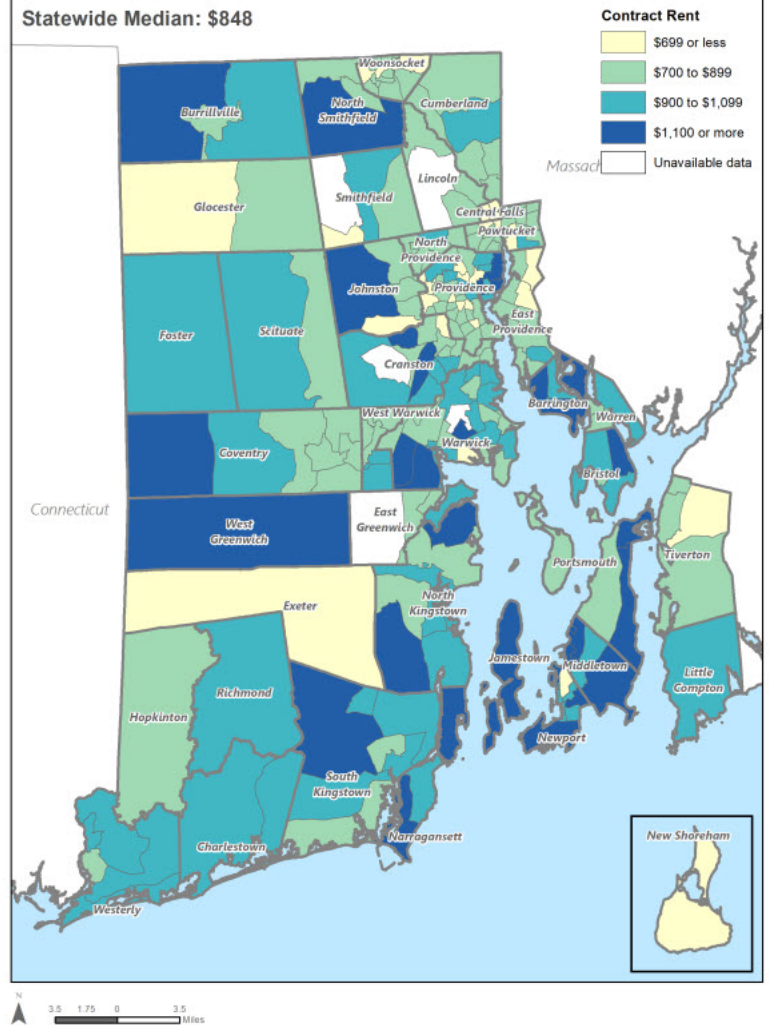 Statewide Median: $848
Contract Rent
$699 or less
$700 to $899
$900 to $1,099
$1,100 or more
Unavailable data
Woonsocket
Burrillville
North
Smithfield
Cumberland
Massach
Lincoln
Smithfield
Glocester
Central Falls
Pawtucket
North
Providence
Johnston
Providence
East
Providence
Foster
Scituate
Cranston
Barrington
Warren
West Warwick
Warwick
Coventry
Bristol
Connecticut
West
Greenwich
East
Greenwich
Portsmouth
Tiverton
Exeter
North
Kingstown
Jamestown
Middletown
Little
Compton
Richmond
Hopkinton
Newport
South
Kingstown
Narragansett
Charlestown
Westerly
New Shoreham
N
3.5 1.75 0 3.5
Miles